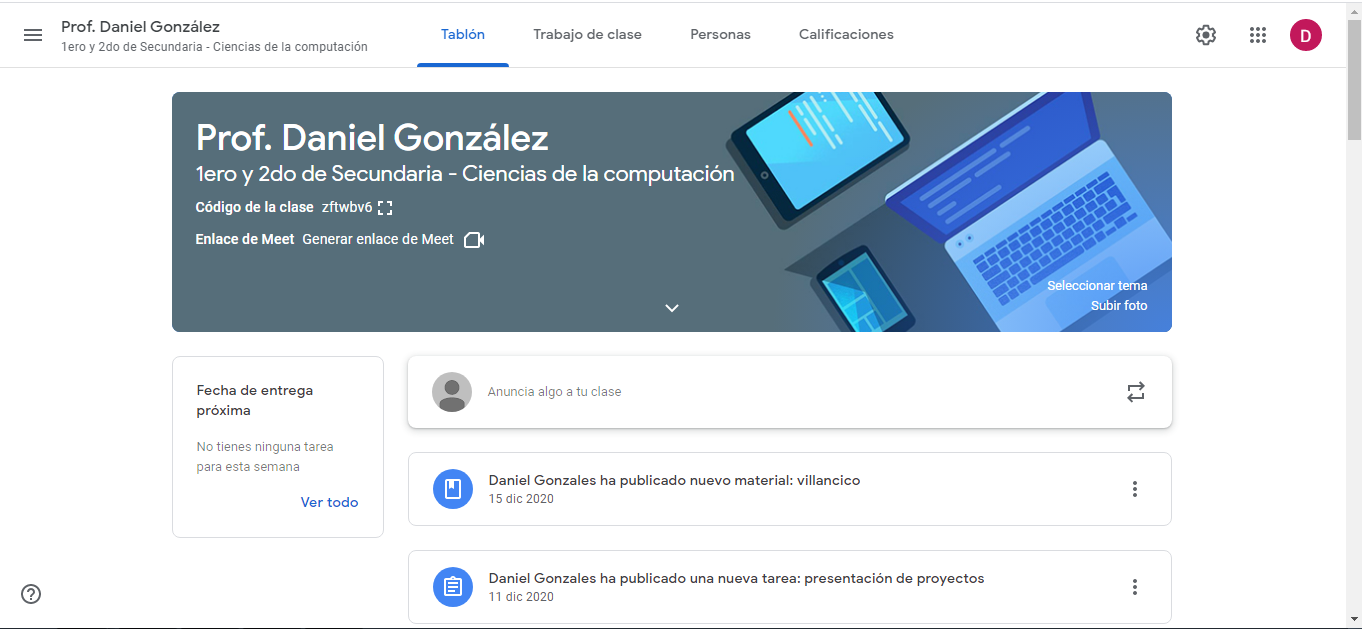 Prof. Daniel González
1ero y 2do de Secundaria - Ciencias de la computación
Tablón
Trabajo de clase
Personas
Calificaciones
D
Prof. Daniel González
1ero y 2do de Secundaria - Ciencias de la computación
Código de la clase zftwbv6
Enlace de Meet Generar enlace de Meet
Seleccionar tema
Subir foto
Fecha de entrega
próxima
No tienes ninguna tarea
para esta semana
Ver todo
Anuncia algo a tu clase
Daniel Gonzales ha publicado nuevo material: villancico
15 dic 2020
Daniel Gonzales ha publicado una nueva tarea: presentación de proyectos
11 dic 2020